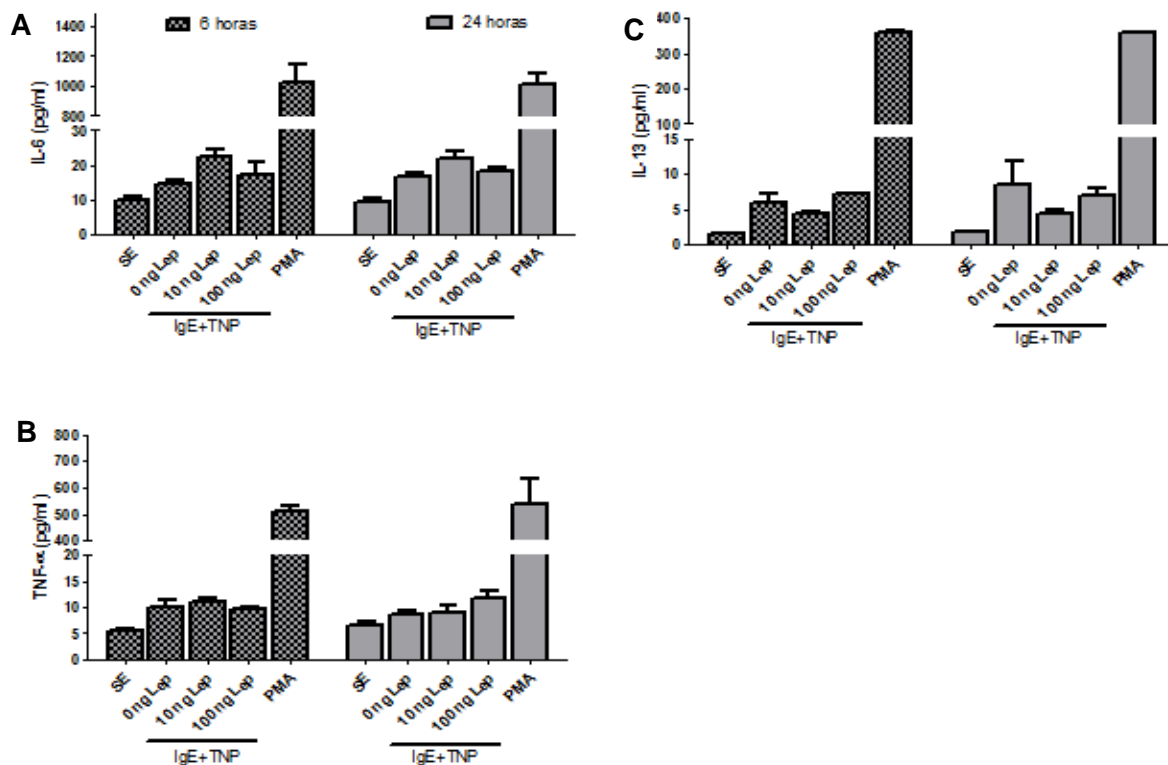 A
6 horas
24 horas
IL-6 (pg/ml)
1400
1200
1000
800
30
20
10
0
SE
0 ng Lep
10 ng Lep
100 ng Lep
PMA
SE
0 ng Lep
10 ng Lep
100 ng Lep
PMA
IgE+TNP
IgE+TNP
C
IL-13 (pg/ml)
400
300
200
100
15
10
5
0
SE
0 ng Lep
10 ng Lep
100 ng Lep
PMA
SE
0 ng Lep
10 ng Lep
100 ng Lep
PMA
IgE+TNP
IgE+TNP
B
TNF-α (pg/ml)
800
700
600
500
400
20
15
10
5
0
SE
0 ng Lep
10 ng Lep
100 ng Lep
PMA
SE
0 ng Lep
10 ng Lep
100 ng Lep
PMA
IgE+TNP
IgE+TNP